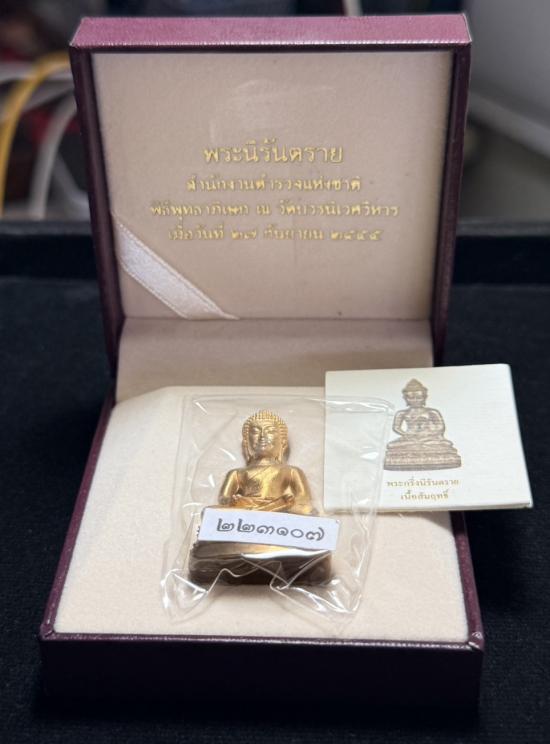 พระนิรันตราย
สำนักงานตำรวจแห่งชาติ
พิธีพุทธาภิเษก ณ วัดบวรนิเวศวิหาร
เมื่อวันที่ ๒๗ กันยายน ๒๕๔๕
พระกริ่งนิรันตราย
เนื้อสัมฤทธิ์
๒๒๓๑๐๗